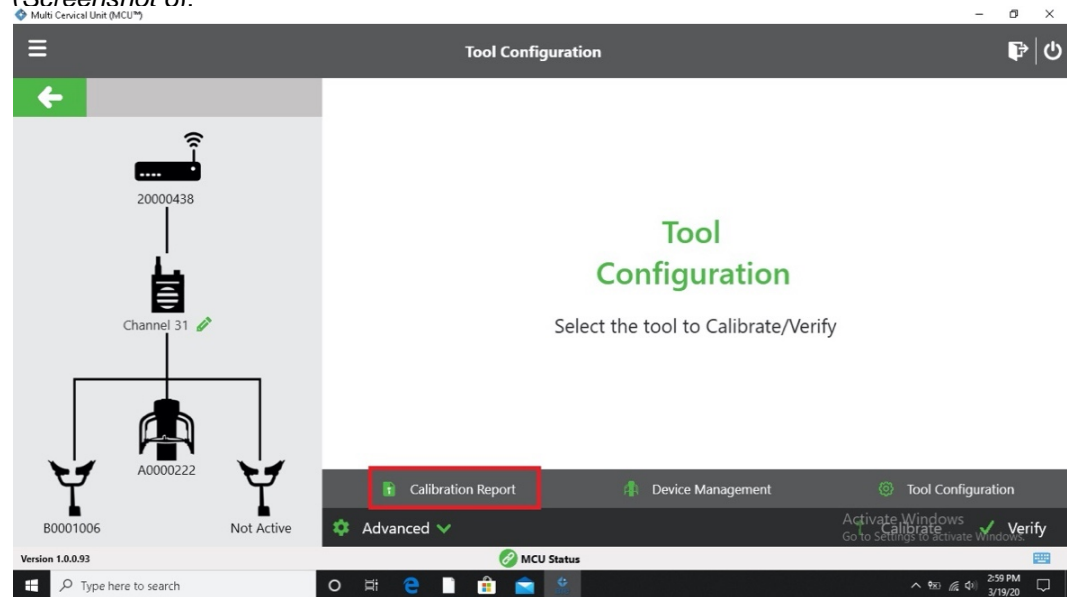 (Screenshot of:
Multi Cervical Unit (MCU™)
Tool Configuration
20000438
Channel 31
A0000222
B0001006
Not Active
Tool
Configuration
Select the tool to Calibrate/Verify
Calibration Report
Device Management
Tool Configuration
Advanced
Calibrate
Verify
Activate Windows
Go to Settings to activate Windows.
Version 1.0.0.93
MCU Status
Type here to search
2:59 PM
3/19/20